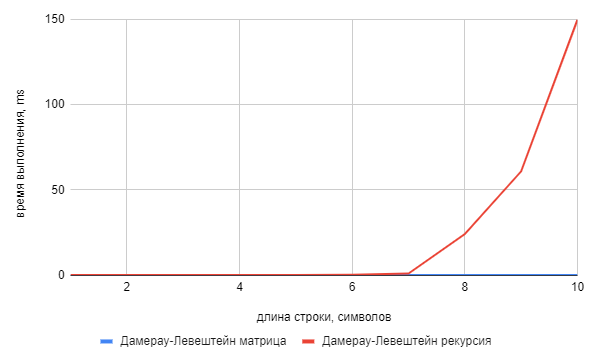 150
100
50
0
время выполнения, ms
2
4
6
8
10
длина строки, символов
Дамерау-Левештейн матрица
Дамерау-Левештейн рекурсия